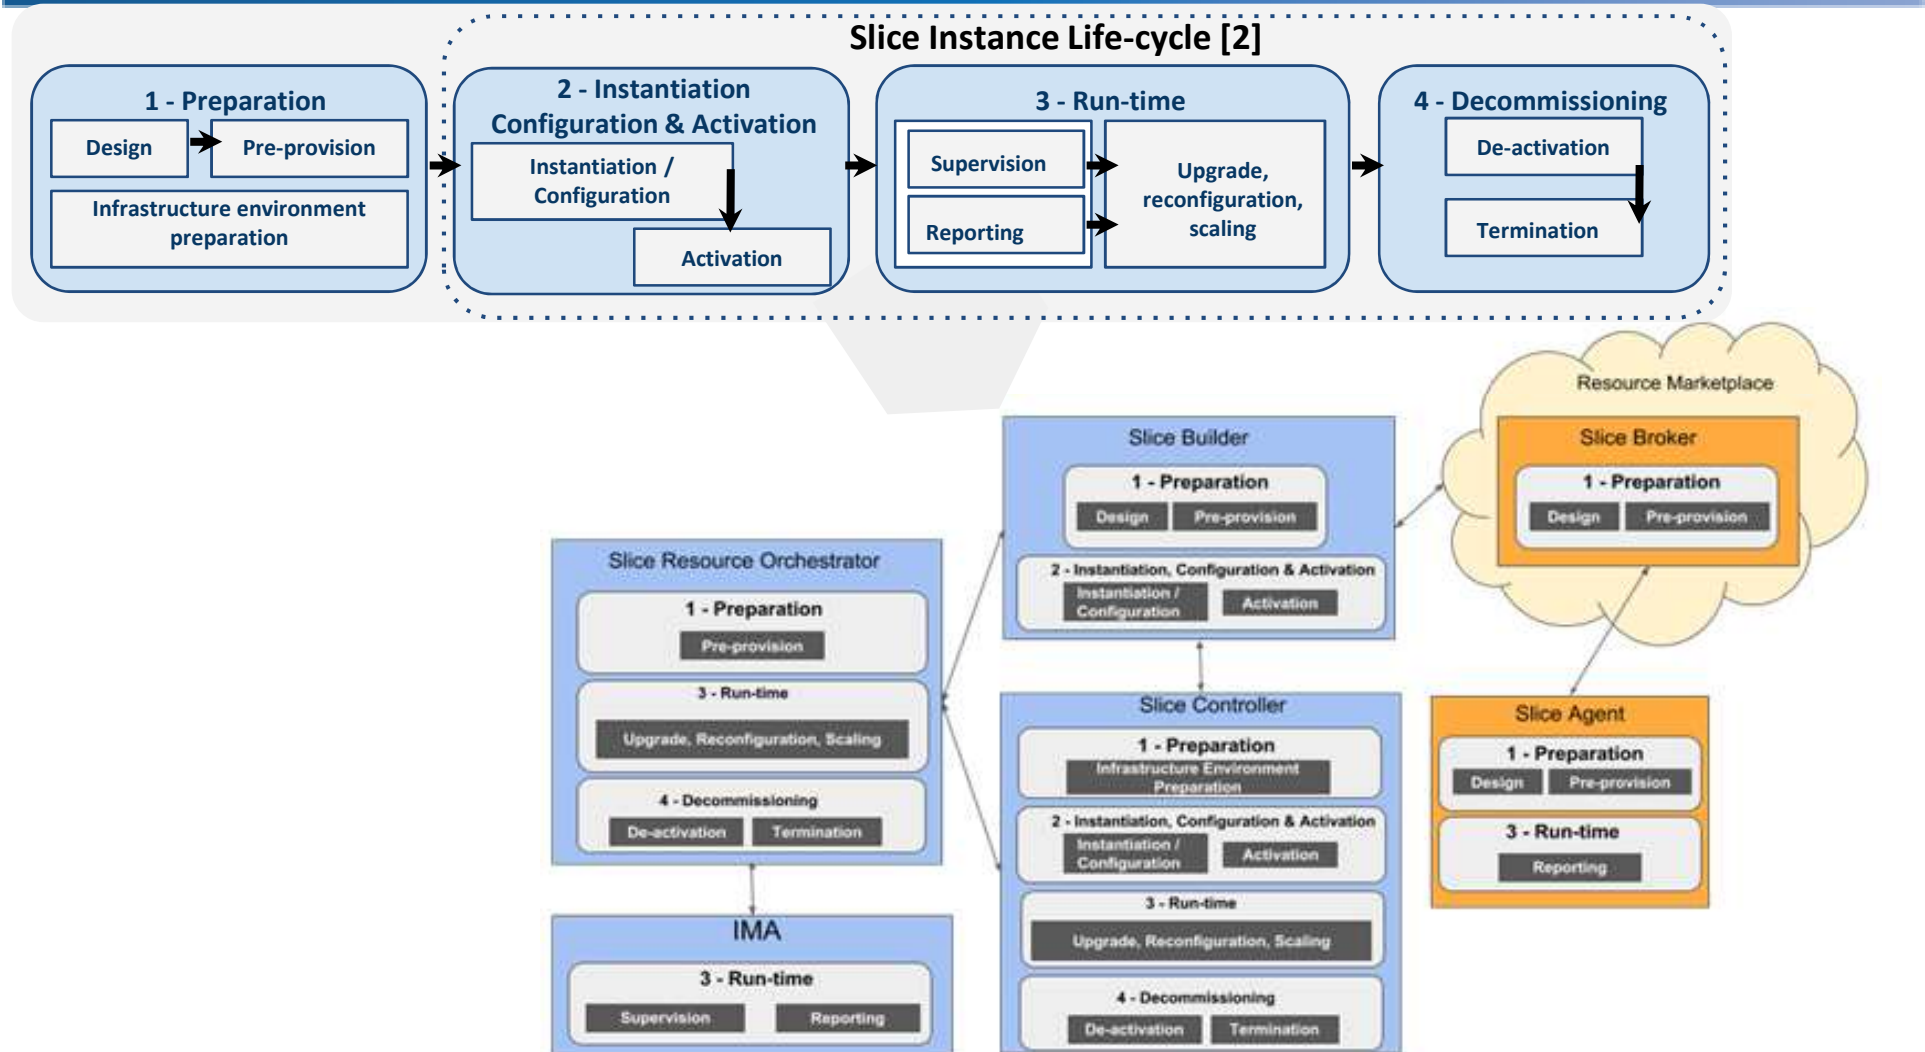 Slice Instance Life-cycle [2]
1 - Preparation
Design
Pre-provision
Infrastructure environment
preparation
2 - Instantiation
Configuration & Activation
Instantiation /
Configuration
Activation
3 - Run-time
Supervision
Reporting
Upgrade,
reconfiguration,
scaling
4 - Decommissioning
De-activation
Termination
Resource Marketplace
Slice Broker
1 - Preparation
Design
Pre-provision
Slice Builder
1 - Preparation
Design
Pre-provision
2 - Instantiation, Configuration & Activation
Instantiation /
Configuration
Activation
Slice Resource Orchestrator
1 - Preparation
Pre-provision
3 - Run-time
Upgrade, Reconfiguration, Scaling
4 - Decommissioning
De-activation
Termination
Slice Controller
1 - Preparation
Infrastructure Environment
Preparation
2 - Instantiation, Configuration & Activation
Instantiation /
Configuration
Activation
3 - Run-time
Upgrade, Reconfiguration, Scaling
4 - Decommissioning
De-activation
Termination
Slice Agent
1 - Preparation
Design
Pre-provision
3 - Run-time
Reporting
IMA
3 - Run-time
Supervision
Reporting